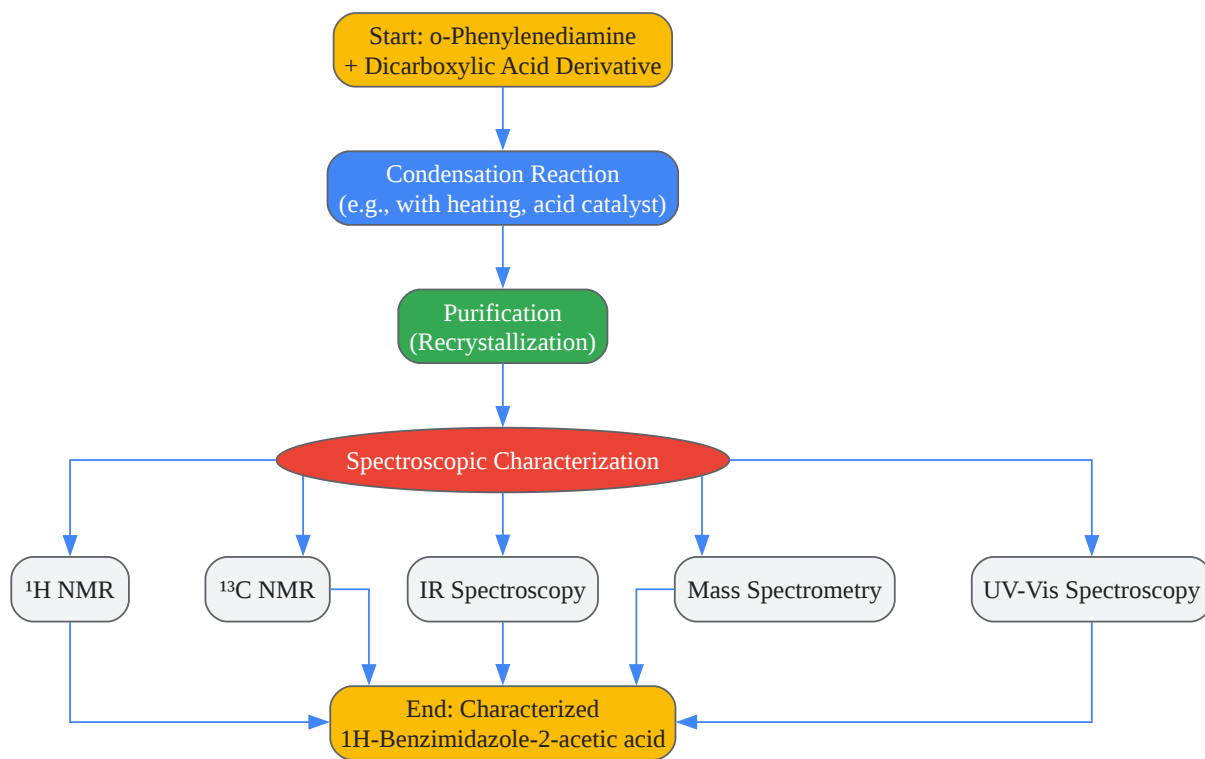 Start: o-Phenylenediamine
+ Dicarboxylic Acid Derivative
Condensation Reaction
(e.g., with heating, acid catalyst)
Purification
(Recrystallization)
Spectroscopic Characterization
¹H NMR
¹³C NMR
IR Spectroscopy
Mass Spectrometry
UV-Vis Spectroscopy
End: Characterized
1H-Benzimidazole-2-acetic acid